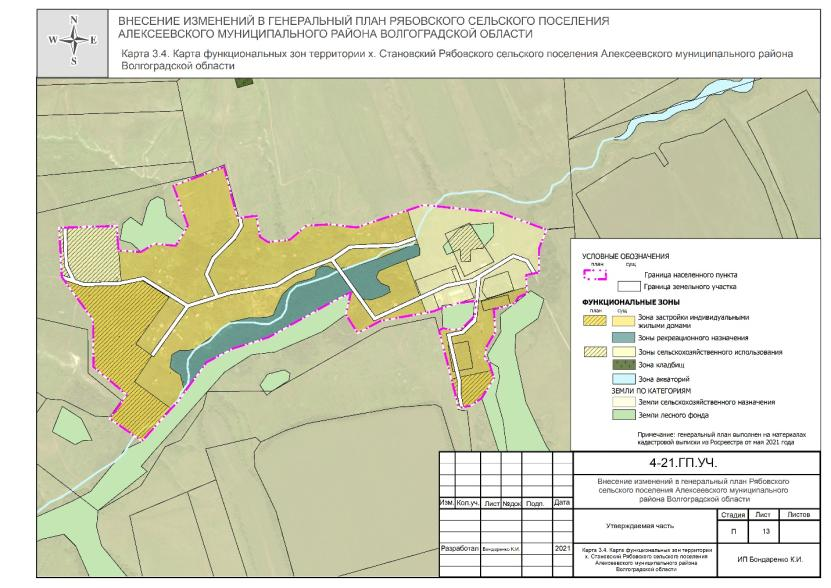 N
W E
S
ВНЕСЕНИЕ ИЗМЕНЕНИЙ В ГЕНЕРАЛЬНЫЙ ПЛАН РЯБОВСКОГО СЕЛЬСКОГО ПОСЕЛЕНИЯ
АЛЕКСЕЕВСКОГО МУНИЦИПАЛЬНОГО РАЙОНА ВОЛГОГРАДСКОЙ ОБЛАСТИ
Карта 3.4. Карта функциональных зон территории х. Становский Рябовского сельского поселения Алексеевского муниципального района
Волгоградской области
УСЛОВНЫЕ ОБОЗНАЧЕНИЯ
план сущ
Граница населенного пункта
Граница земельного участка
ФУНКЦИОНАЛЬНЫЕ ЗОНЫ
план сущ
Зона застройки индивидуальными
жилыми домами
Зоны рекреационного назначения
Зоны сельскохозяйственного использования
Зона кладбищ
Зона акваторий
ЗЕМЛИ ПО КАТЕГОРИЯМ
Земли сельскохозяйственного назначения
Земли лесного фонда
Примечание: генеральный план выполнен на материалах
кадастровой выписки из Росреестра от мая 2021 года
4-21.ГП.УЧ.
Внесение изменений в генеральный план Рябовского
сельского поселения Алексеевского муниципального
района Волгоградской области
Изм. Кол.уч. Лист №док Подп. Дата
Утверждаемая часть
Стадия Лист Листов
П 13
Разработал Бондаренко К.И. 2021
Карта 3.4. Карта функциональных зон территории
х. Становский Рябовского сельского поселения
Алексеевского муниципального района
Волгоградской области
ИП Бондаренко К.И.